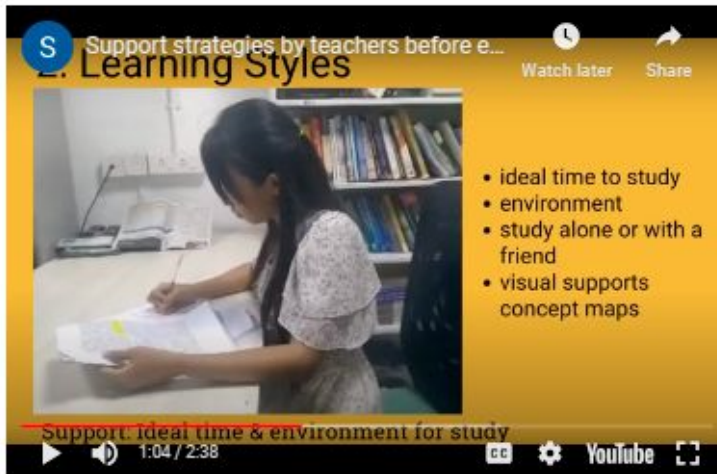 S
Support strategies by teachers before e...
Watch later
Share
2. Learning Styles
• ideal time to study
• environment
• study alone or with a
friend
• visual supports
concept maps
Support: Ideal time & environment for study
1:04 / 2:38
CC
YouTube